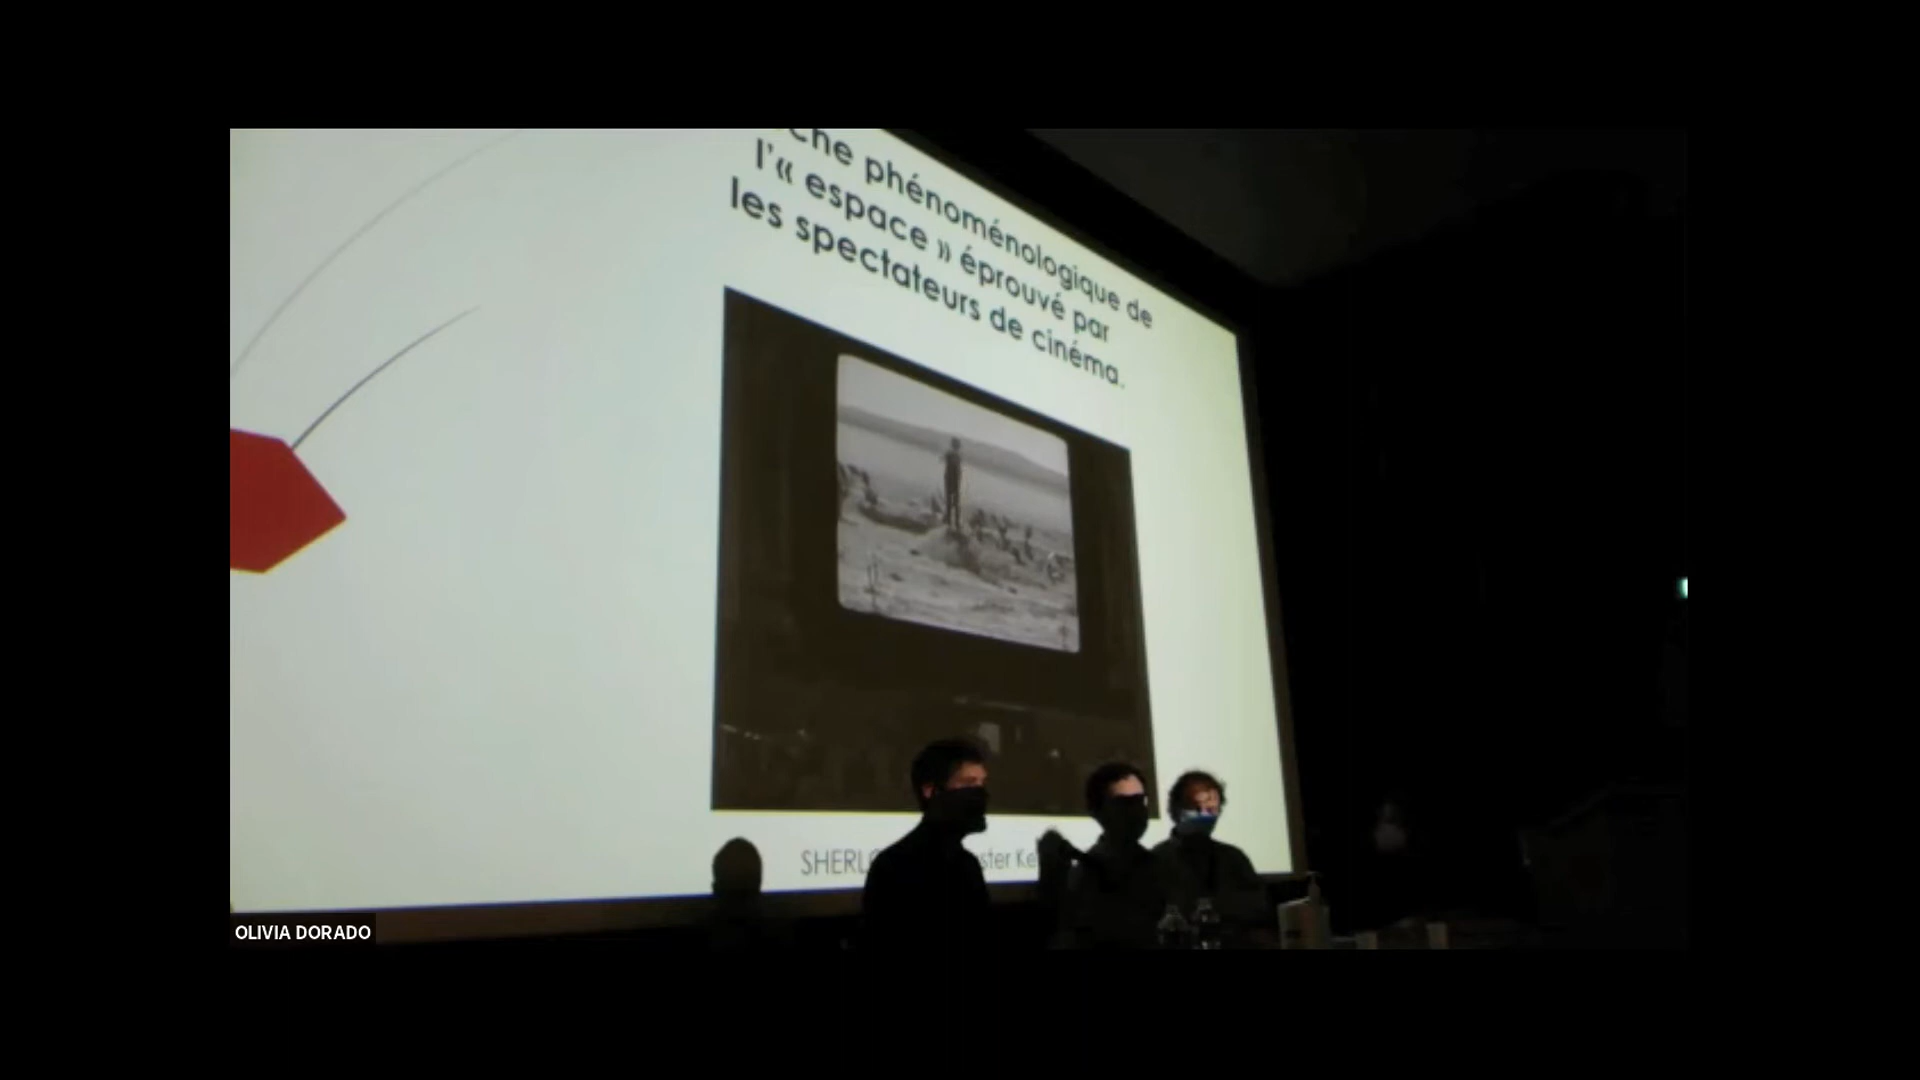 che phénoménologique de
l'« espace » éprouvé par
les spectateurs de cinéma.
SHERL
ster Ke
OLIVIA DORADO